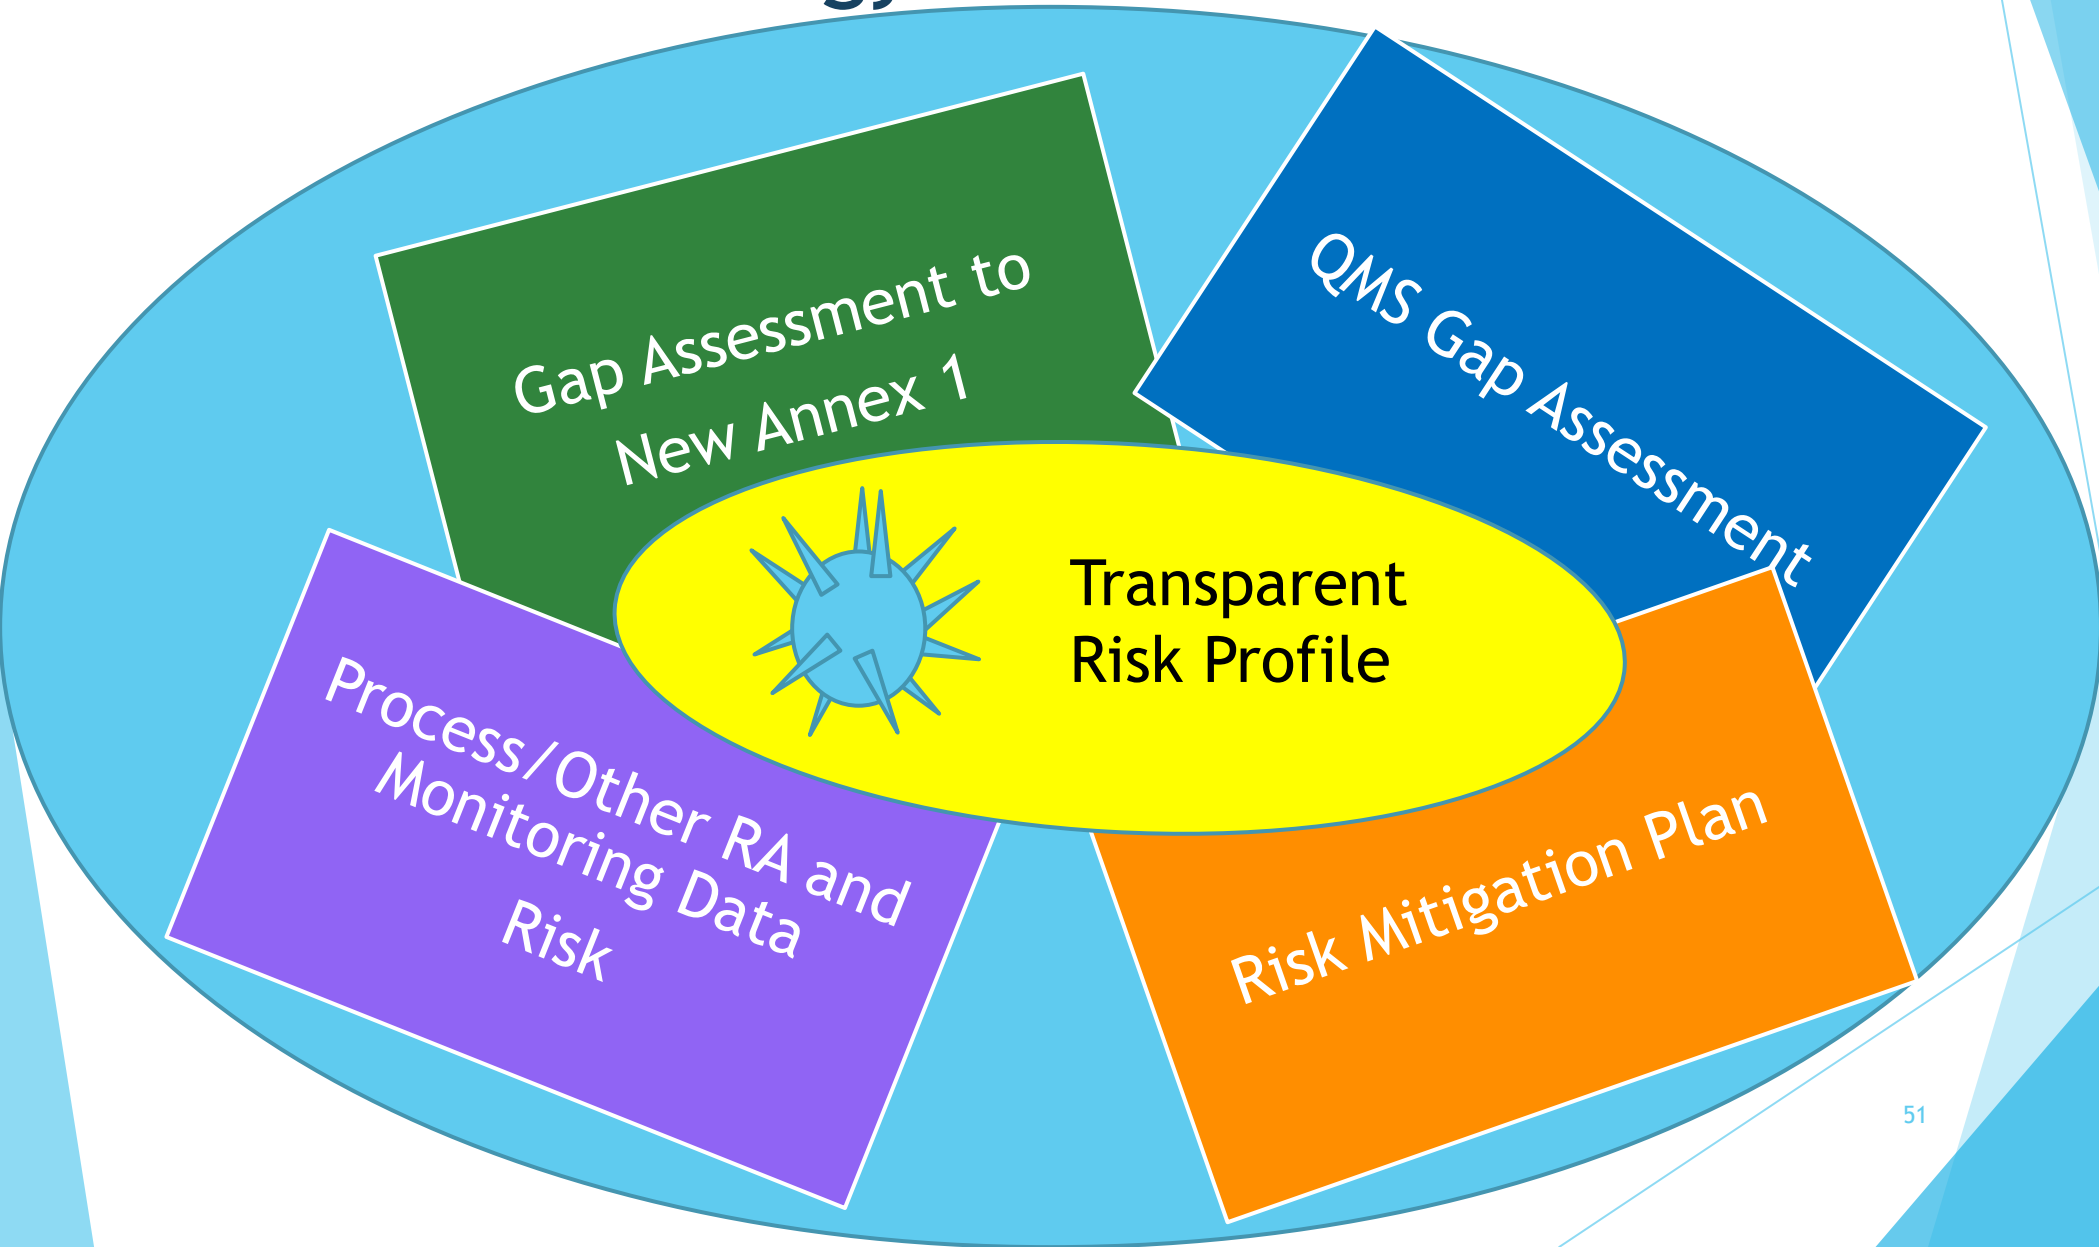 Gap Assessment to
New Annex 1
QMS Gap Assessment
Transparent
Risk Profile
Process/Other RA and
Monitoring Data
Risk
Risk Mitigation Plan
51